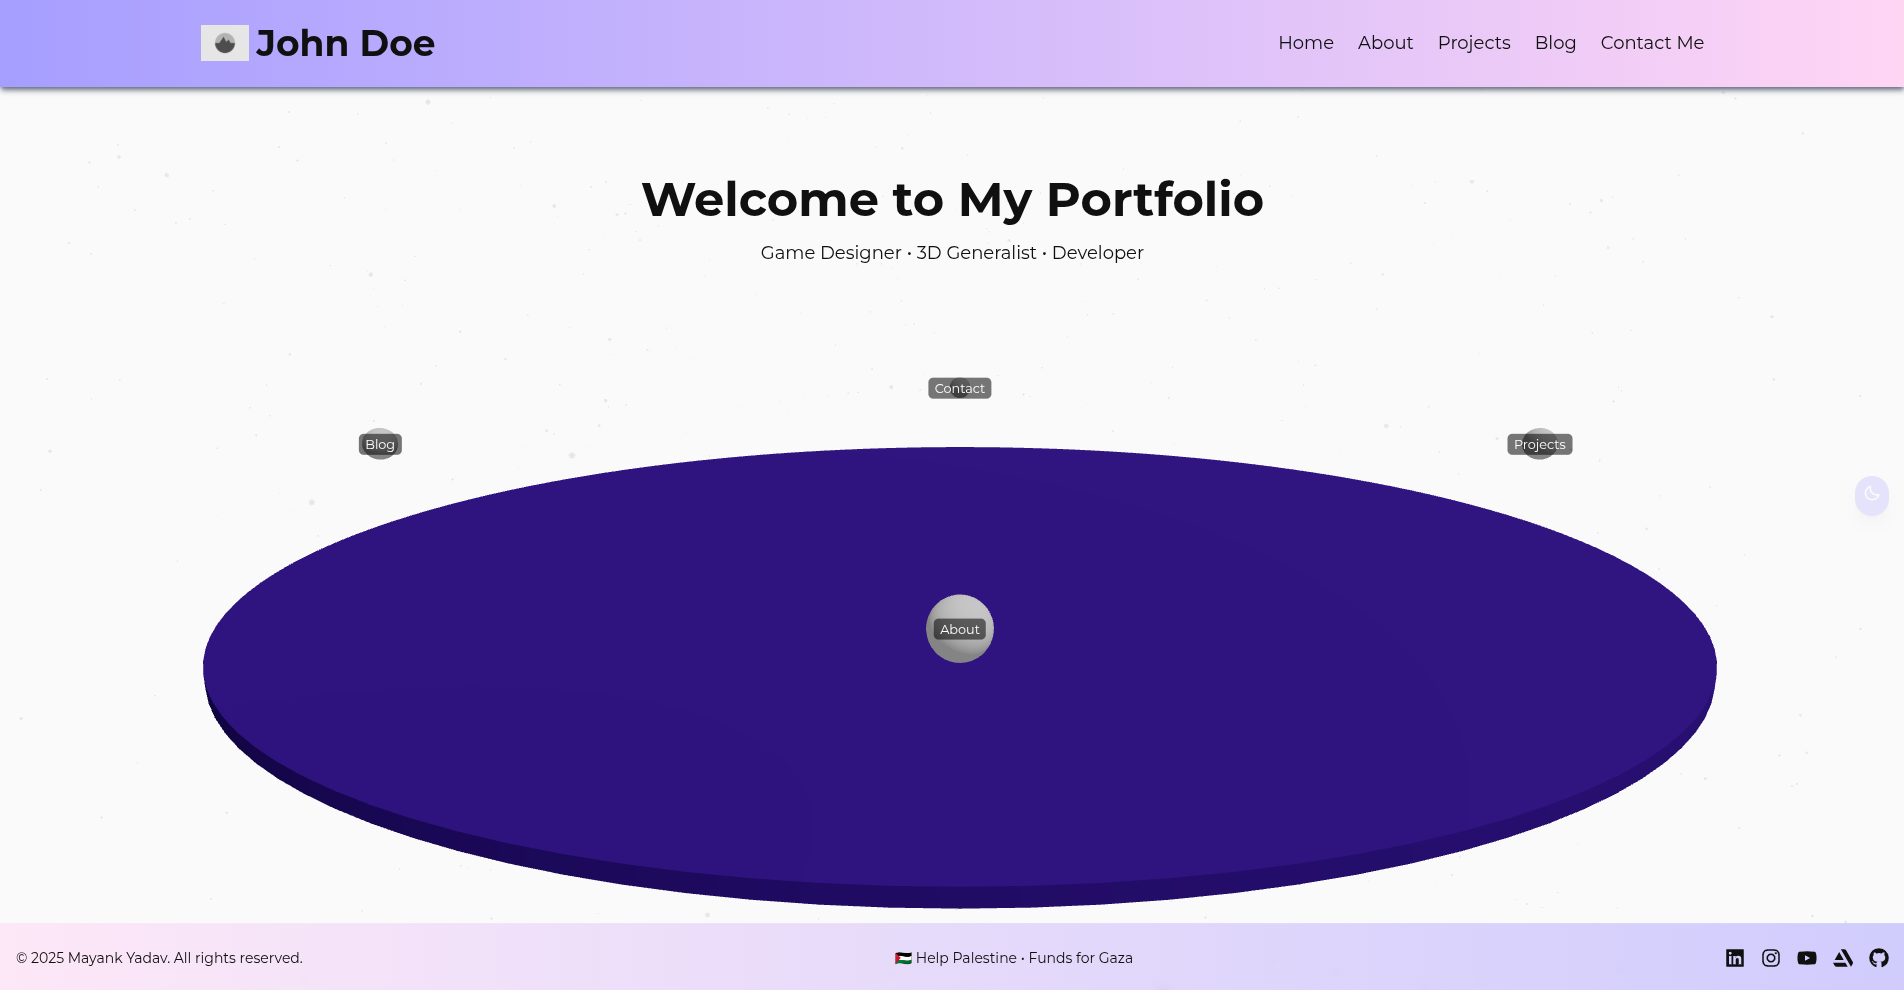 John Doe
Home About Projects Blog Contact Me
Welcome to My Portfolio
Game Designer • 3D Generalist • Developer
Contact
Blog
Projects
About
© 2025 Mayank Yadav. All rights reserved.
🇵🇸 Help Palestine • Funds for Gaza